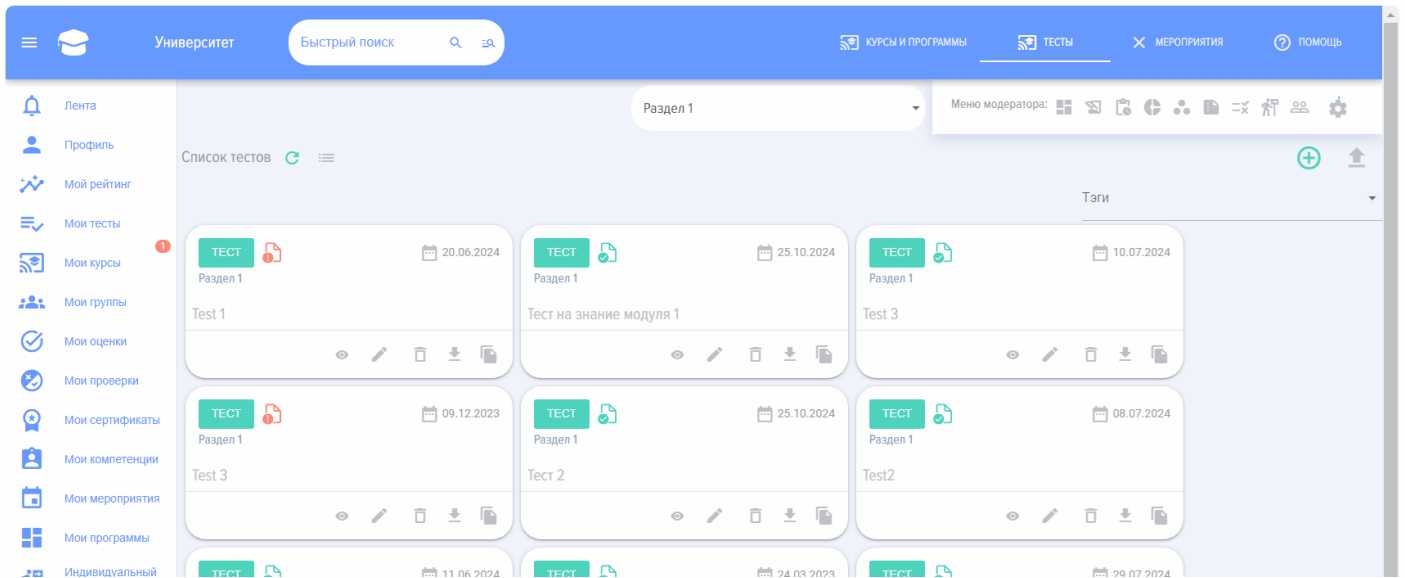 Университет
Быстрый поиск
КУРСЫ И ПРОГРАММЫ
ТЕСТЫ
МЕРОПРИЯТИЯ
ПОМОЩЬ
Раздел 1
Меню модератора:
Лента
Профиль
Мой рейтинг
Мои тесты
1
Мои курсы
Мои группы
Мои оценки
Мои проверки
Мои сертификаты
Мои компетенции
Мои мероприятия
Мои программы
Индивидуальный
Список тестов
Тэги
ТЕСТ 20.06.2024
Раздел 1
Test 1
ТЕСТ 25.10.2024
Раздел 1
Тест на знание модуля 1
ТЕСТ 10.07.2024
Раздел 1
Test 3
ТЕСТ 09.12.2023
Раздел 1
Test 3
ТЕСТ 25.10.2024
Раздел 1
Тест 2
ТЕСТ 08.07.2024
Раздел 1
Test2
ТЕСТ 11.06.2024
ТЕСТ 24.03.2023
ТЕСТ 29.07.2024